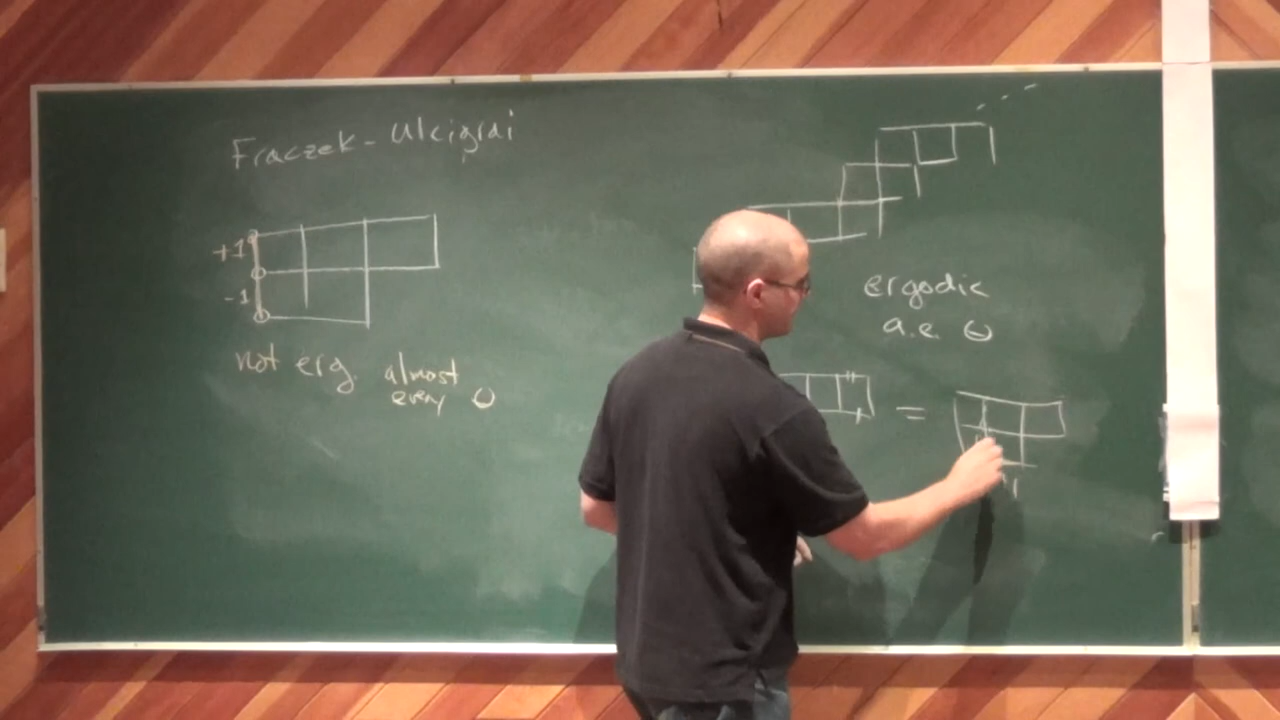 Fraczek - Ulcigrai
+1
-1
not erg. almost
every θ
ergodic
a.e. θ
=